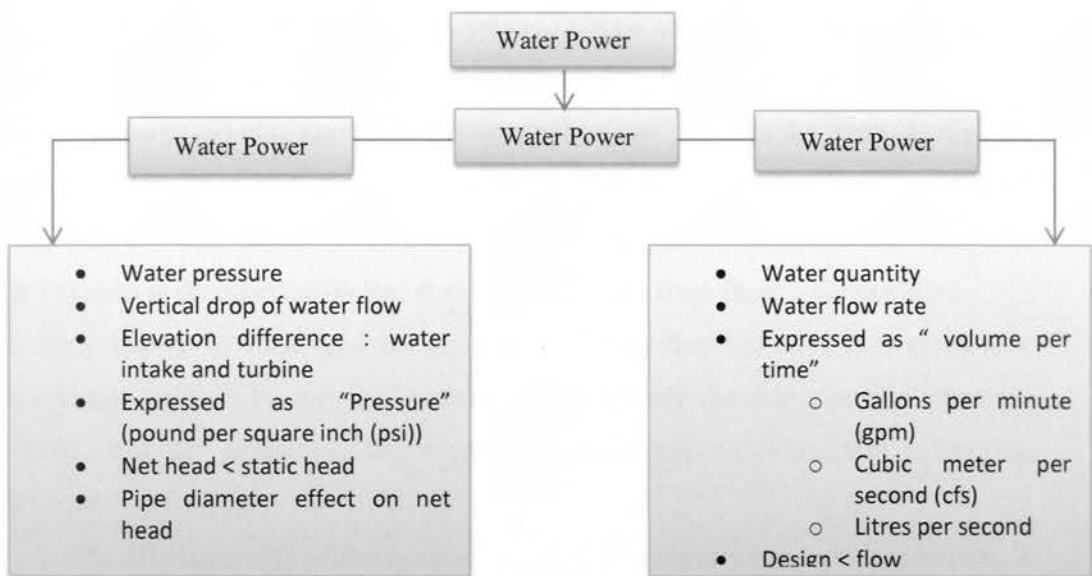 Water Power
Water Power
Water Power
Water Power
• Water pressure
• Vertical drop of water flow
• Elevation difference : water
intake and turbine
• Expressed as "Pressure"
(pound per square inch (psi))
• Net head < static head
• Pipe diameter effect on net
head
• Water quantity
• Water flow rate
• Expressed as " volume per
time"
o Gallons per minute
(gpm)
o Cubic meter per
second (cfs)
o Litres per second
• Design < flow